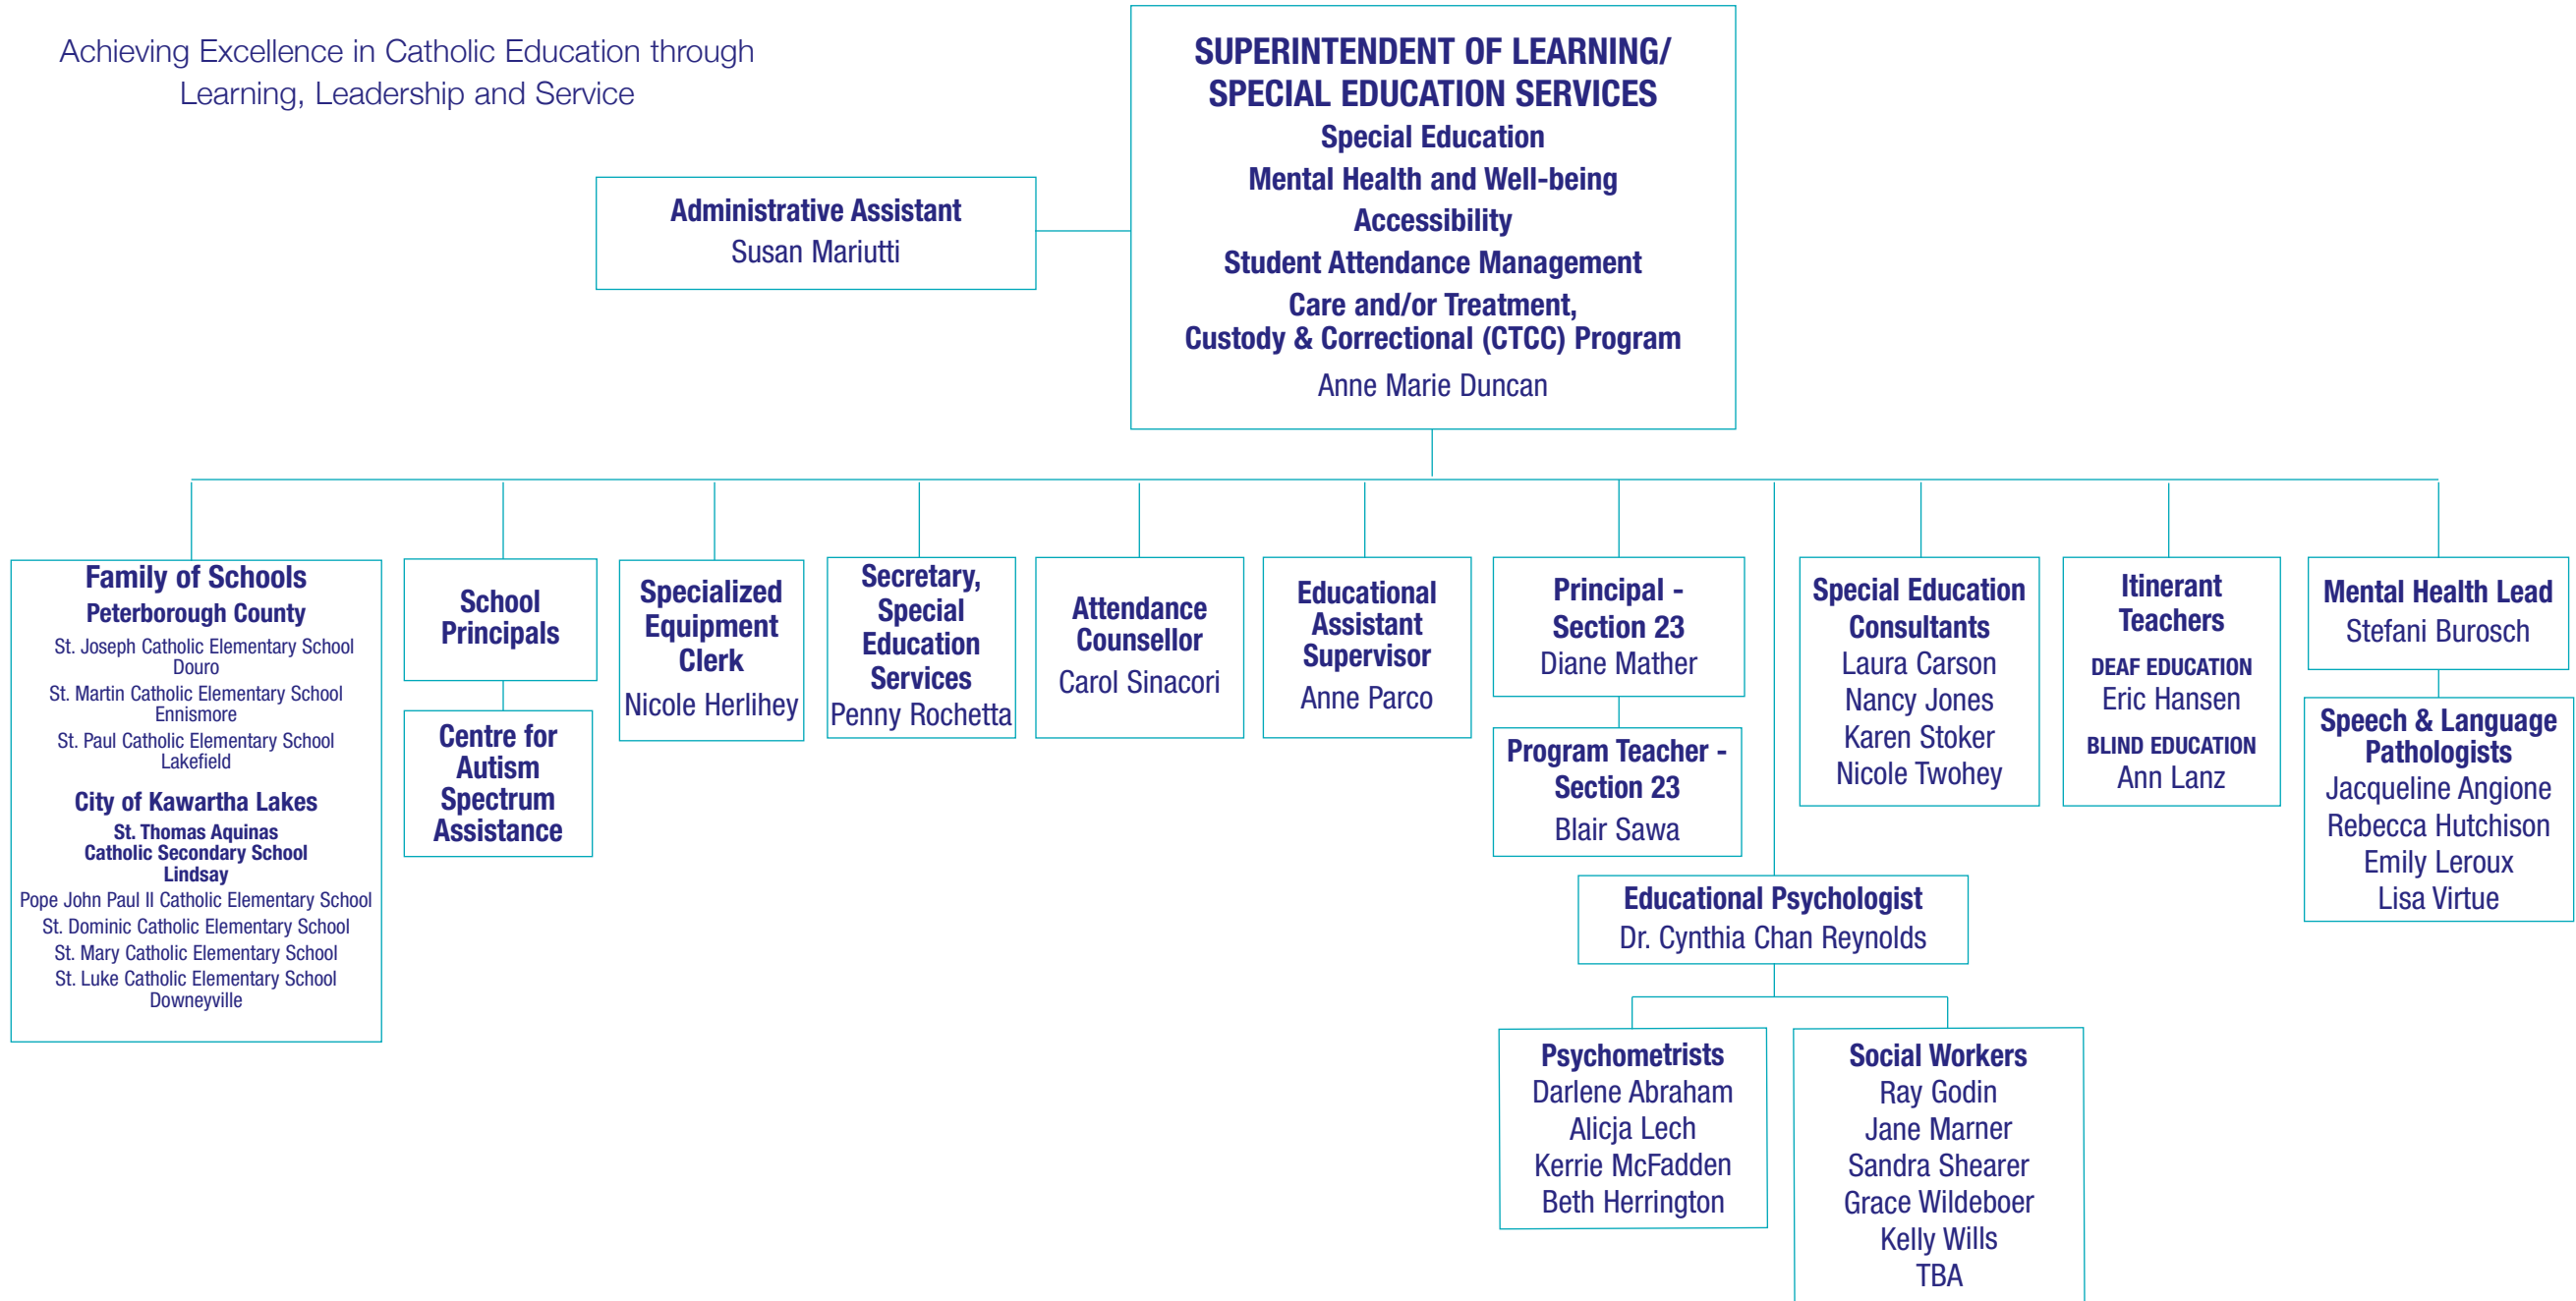 Achieving Excellence in Catholic Education through
Learning, Leadership and Service
SUPERINTENDENT OF LEARNING/
SPECIAL EDUCATION SERVICES
Special Education
Mental Health and Well-being
Accessibility
Student Attendance Management
Care and/or Treatment,
Custody & Correctional (CTCC) Program
Anne Marie Duncan
Administrative Assistant
Susan Mariutti
Family of Schools
Peterborough County
St. Joseph Catholic Elementary School
Douro
St. Martin Catholic Elementary School
Ennismore
St. Paul Catholic Elementary School
Lakefield
City of Kawartha Lakes
St. Thomas Aquinas
Catholic Secondary School
Lindsay
Pope John Paul II Catholic Elementary School
St. Dominic Catholic Elementary School
St. Mary Catholic Elementary School
St. Luke Catholic Elementary School
Downeyville
School
Principals
Centre for
Autism
Spectrum
Assistance
Specialized
Equipment
Clerk
Nicole Herlihey
Secretary,
Special
Education
Services
Penny Rochetta
Attendance
Counsellor
Carol Sinacori
Educational
Assistant
Supervisor
Anne Parco
Principal -
Section 23
Diane Mather
Program Teacher -
Section 23
Blair Sawa
Educational Psychologist
Dr. Cynthia Chan Reynolds
Psychometrists
Darlene Abraham
Alicja Lech
Kerrie McFadden
Beth Herrington
Social Workers
Ray Godin
Jane Marner
Sandra Shearer
Grace Wildeboer
Kelly Wills
TBA
Special Education
Consultants
Laura Carson
Nancy Jones
Karen Stoker
Nicole Twohey
Itinerant
Teachers
DEAF EDUCATION
Eric Hansen
BLIND EDUCATION
Ann Lanz
Mental Health Lead
Stefani Burosch
Speech & Language
Pathologists
Jacqueline Angione
Rebecca Hutchison
Emily Leroux
Lisa Virtue